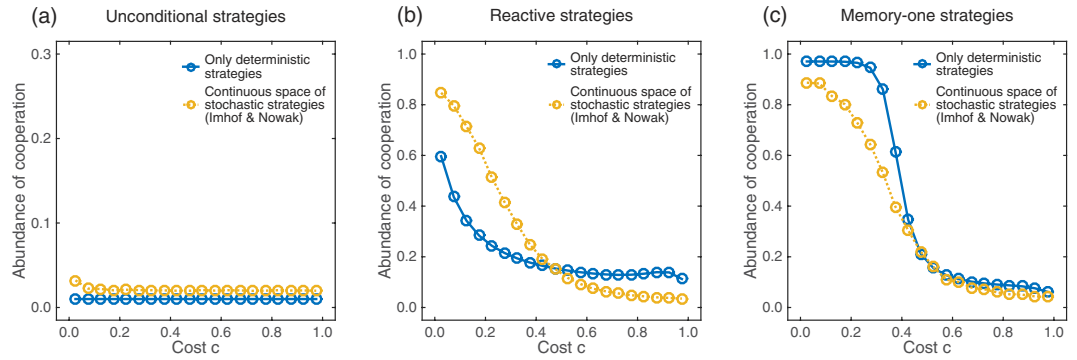 (a) Unconditional strategies
0.3
0.2
0.1
0.0
Abundance of cooperation
Only deterministic
strategies
Continuous space of
stochastic strategies
(Imhof & Nowak)
0.0 0.2 0.4 0.6 0.8 1.0
Cost c
(b) Reactive strategies
1.0
0.8
0.6
0.4
0.2
0.0
Abundance of cooperation
Only deterministic
strategies
Continuous space of
stochastic strategies
(Imhof & Nowak)
0.0 0.2 0.4 0.6 0.8 1.0
Cost c
(c) Memory-one strategies
1.0
0.8
0.6
0.4
0.2
0.0
Abundance of cooperation
Only deterministic
strategies
Continuous space of
stochastic strategies
(Imhof & Nowak)
0.0 0.2 0.4 0.6 0.8 1.0
Cost c